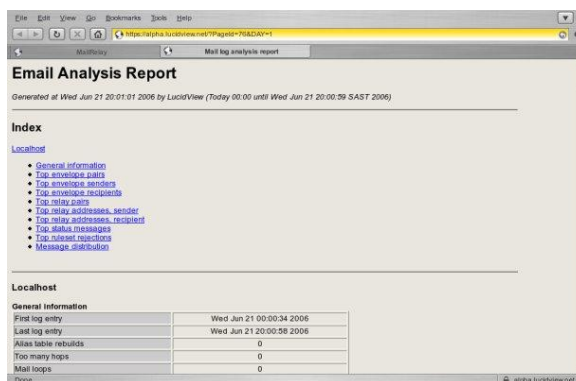 File Edit View Go Bookmarks Tools Help
https://alpha.lucidview.net/?PageId=76&DAY=1
MailRelay Mail log analysis report
Email Analysis Report
Generated at Wed Jun 21 20:01:01 2006 by LucidView (Today 00:00 until Wed Jun 21 20:00:59 SAST 2006)
Index
Localhost
General Information
Top envelope pairs
Top envelope senders
Top envelope recipients
Top relay pairs
Top relay addresses, sender
Top relay addresses, recipient
Top status messages
Top ruleset rejections
Message distribution
Localhost
General Information
First log entry Wed Jun 21 00:00:34 2006
Last log entry Wed Jun 21 20:00:58 2006
Alias table rebuilds 0
Too many hops 0
Mail loops 0
Done alpha.lucidview.net